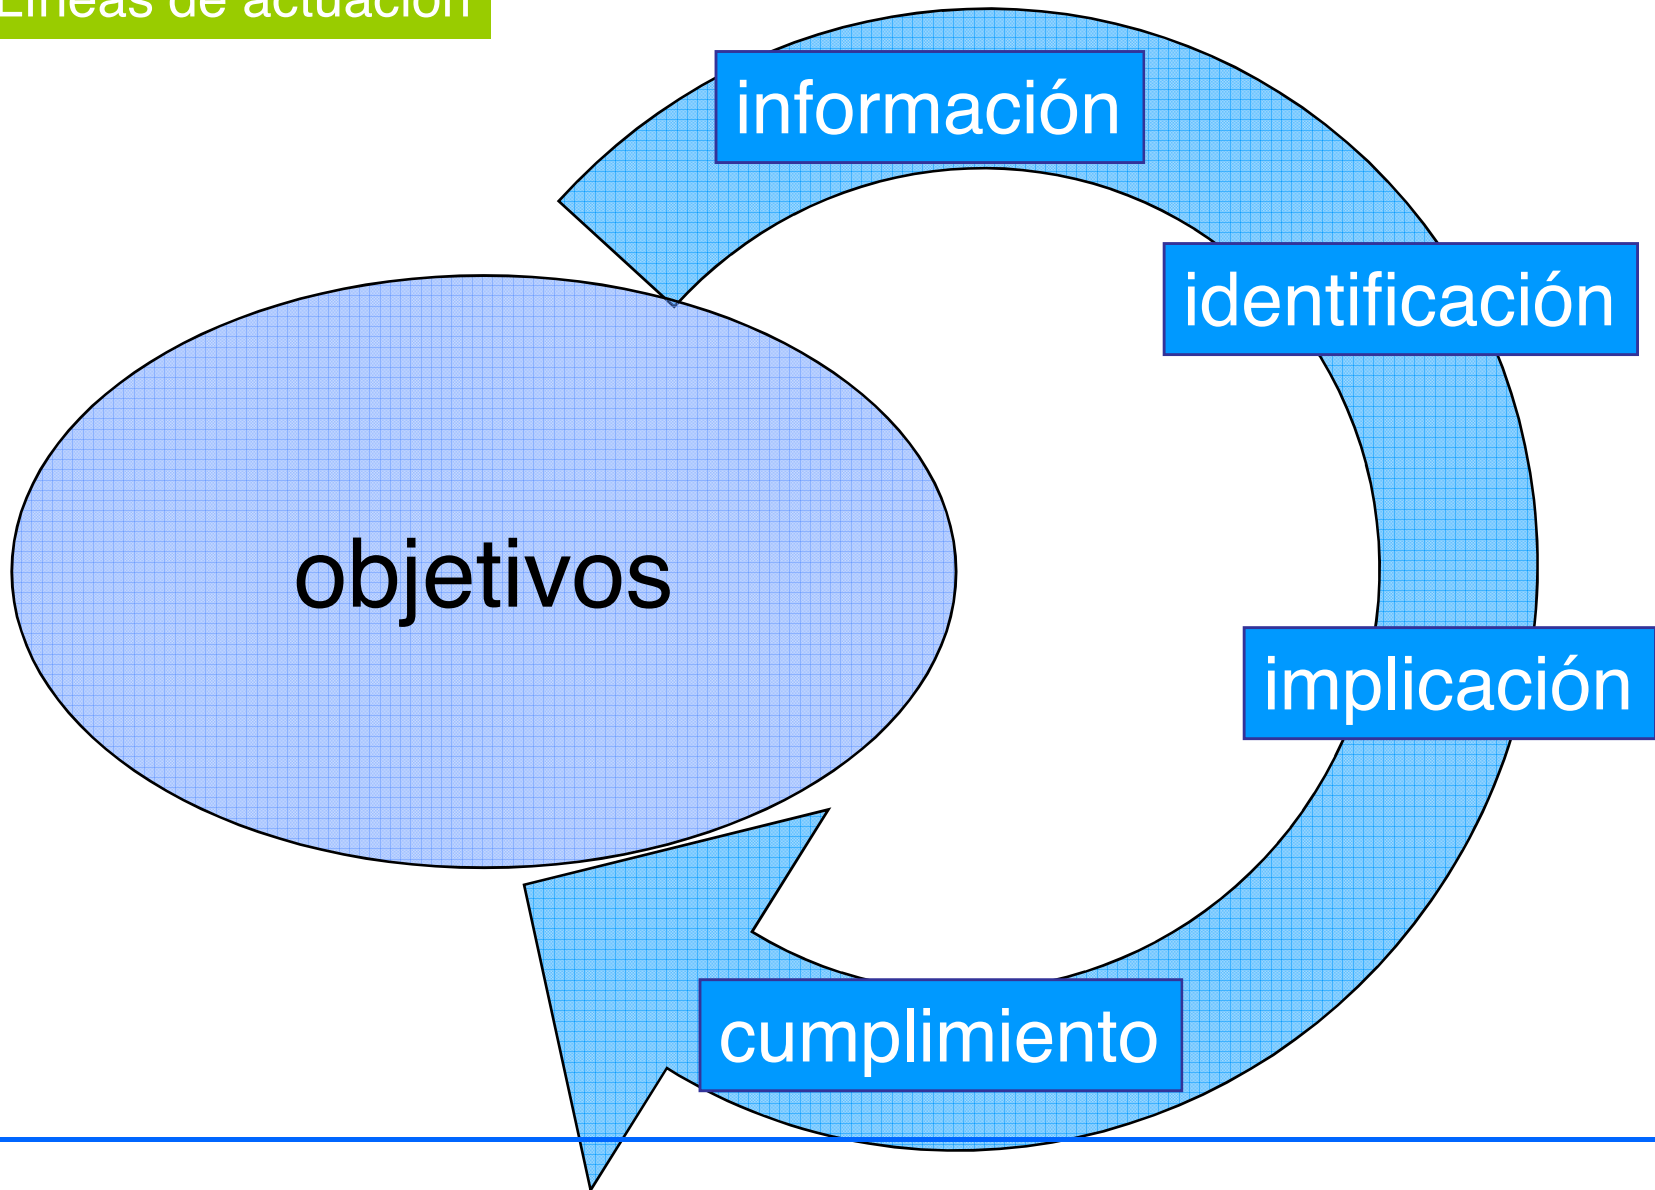 Líneas de actuación
información
identificación
objetivos
implicación
cumplimiento